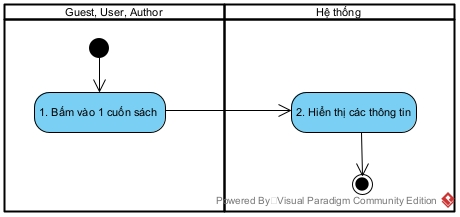 Guest, User, Author
Hệ thống
1. Bấm vào 1 cuốn sách
2. Hiển thị các thông tin
Powered By Visual Paradigm Community Edition